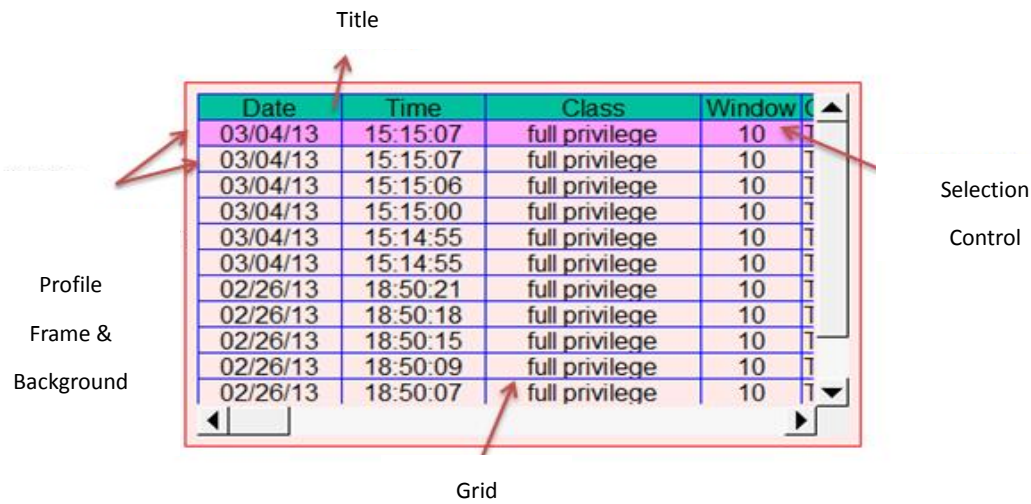 Title
Date Time Class Window
03/04/13 15:15:07 full privilege 10 T
03/04/13 15:15:07 full privilege 10 T
03/04/13 15:15:06 full privilege 10 T
03/04/13 15:15:00 full privilege 10 T
03/04/13 15:14:55 full privilege 10 T
03/04/13 15:14:55 full privilege 10 T
02/26/13 18:50:21 full privilege 10 T
02/26/13 18:50:18 full privilege 10 T
02/26/13 18:50:15 full privilege 10 T
02/26/13 18:50:09 full privilege 10 T
02/26/13 18:50:07 full privilege 10 T
Selection
Control
Profile
Frame &
Background
Grid